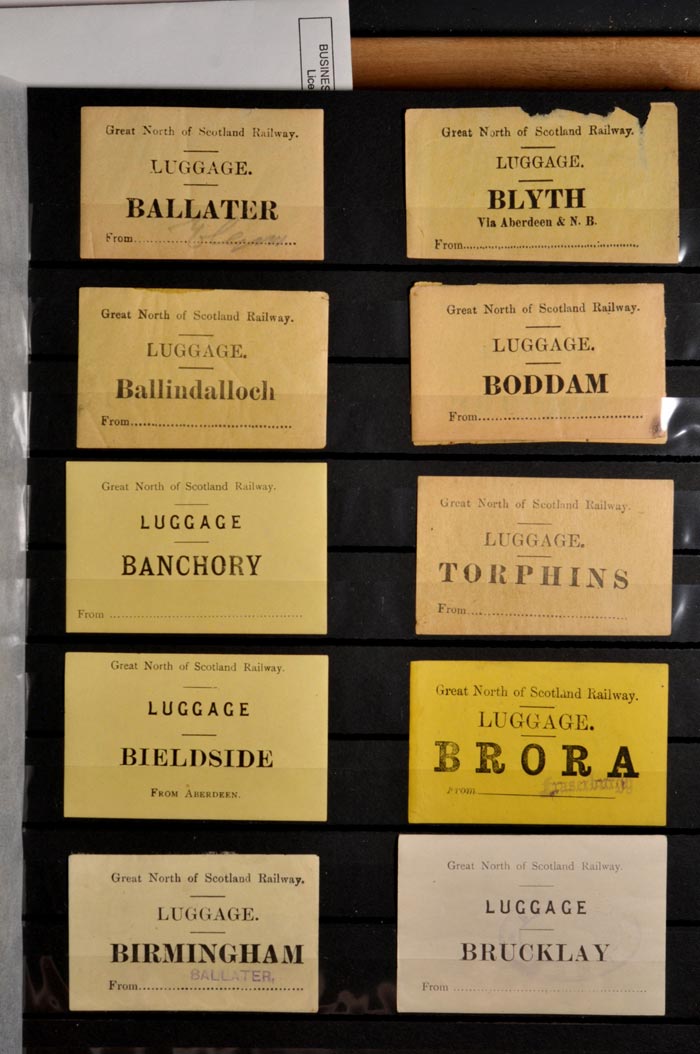 BUSINES
Lice
Great North of Scotland Railway.
LUGGAGE.
BALLATER
From
Great North of Scotland Railway.
LUGGAGE.
BLYTH
Via Aberdeen & N. B.
From
Great North of Scotland Railway.
LUGGAGE.
Ballindalloch
From
Great North of Scotland Railway.
LUGGAGE.
BODDAM
From
Great North of Scotland Railway.
LUGGAGE
BANCHORY
From
Great North of Scotland Railway.
LUGGAGE.
TORPHINS
From
Great North of Scotland Railway.
LUGGAGE
BIELDSIDE
FROM ABERDEEN.
Great North of Scotland Railway.
LUGGAGE.
BRORA
From Fraserburgh
Great North of Scotland Railway.
LUGGAGE.
BIRMINGHAM
BALLATER,
From
Great North of Scotland Railway.
LUGGAGE
BRUCKLAY
From